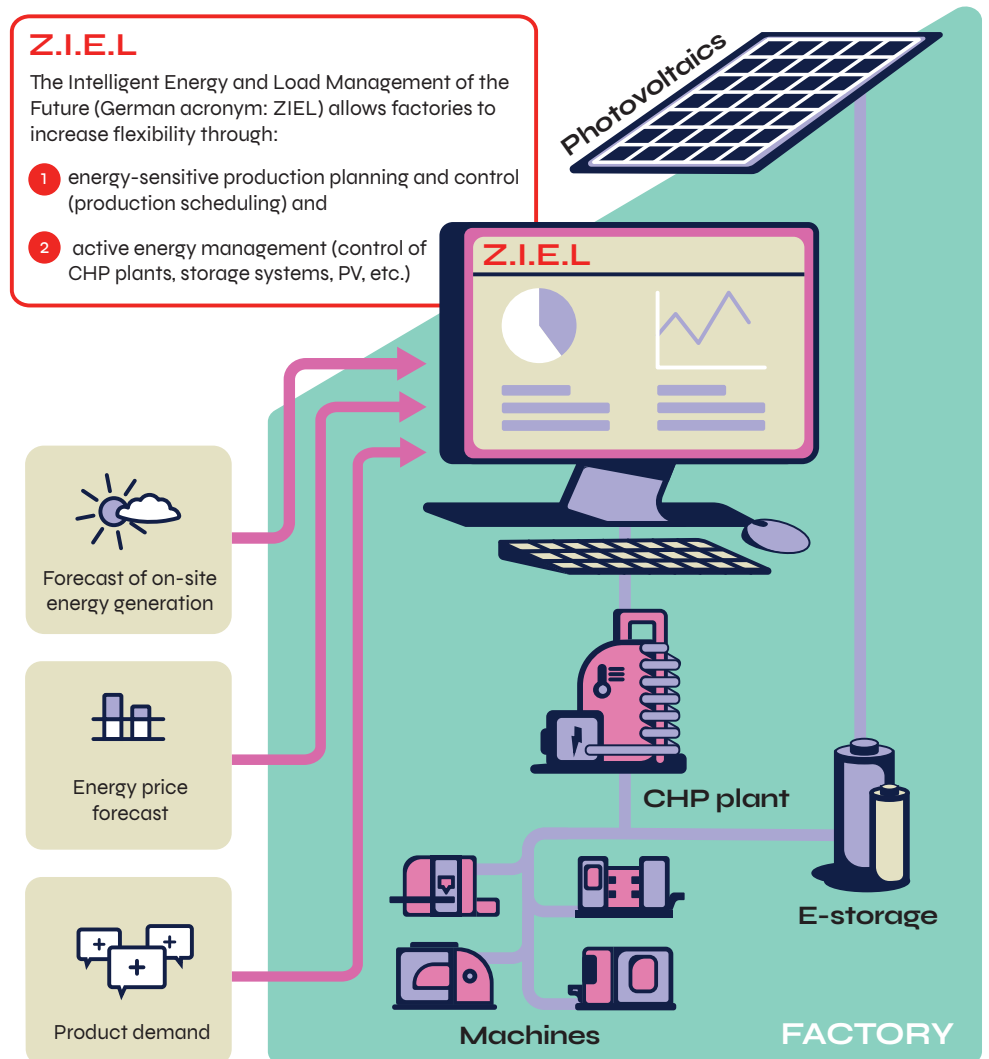 Z.I.E.L
The Intelligent Energy and Load Management of the
Future (German acronym: ZIEL) allows factories to
increase flexibility through:
1 energy-sensitive production planning and control
(production scheduling) and
2 active energy management (control of
CHP plants, storage systems, PV, etc.)
Photovoltaics
Z.I.E.L
Forecast of on-site
energy generation
Energy price
forecast
Product demand
CHP plant
E-storage
Machines
FACTORY